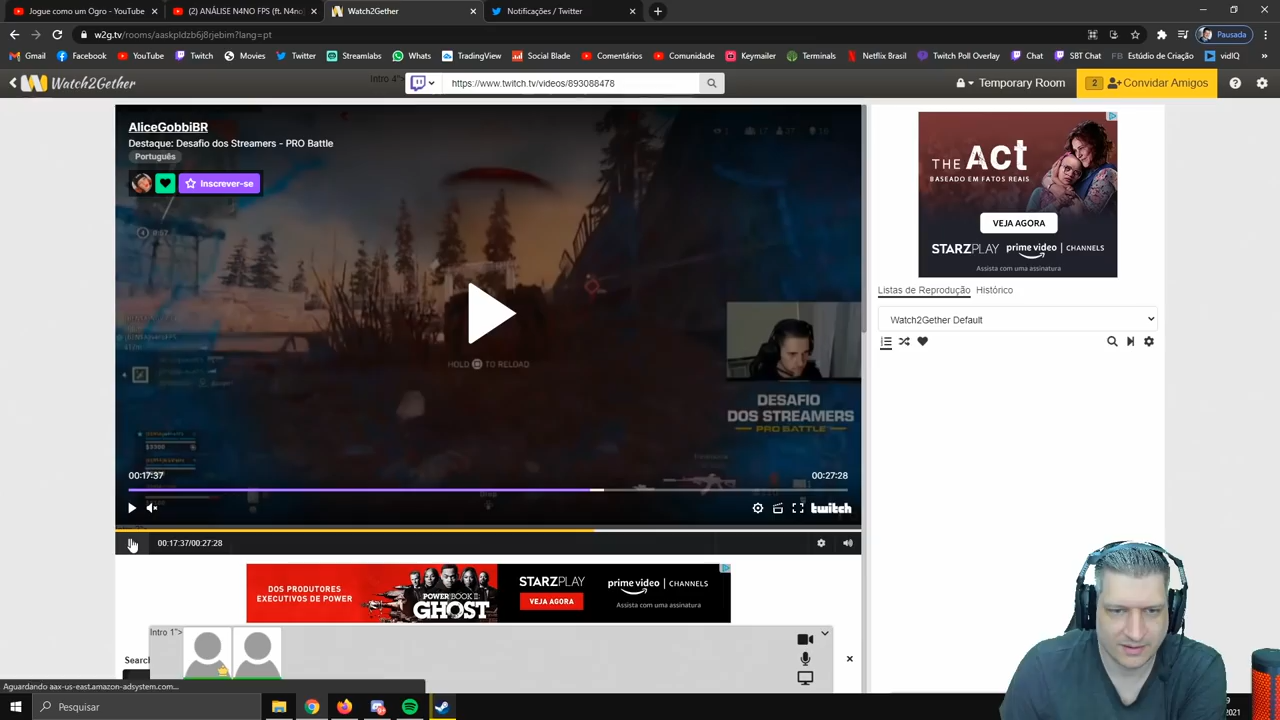 Jogue como um Ogro - YouTube
(2) ANÁLISE N4NO FPS (ft. N4no
Watch2Gether
Notificações / Twitter
w2g.tv/rooms/aaskpldzb6j8rjebim?lang=pt
Pausada
Gmail
Facebook
YouTube
Twitch
Movies
Twitter
Streamlabs
Whats
TradingView
Social Blade
Comentários
Comunidade
Keymailer
Terminals
Netflix Brasil
Twitch Poll Overlay
SBT Chat
Estúdio de Criação
vidIQ
Watch2Gether
Intro 4">
https://www.twitch.tv/videos/893088478
Temporary Room
2
Convidar Amigos
AliceGobbiBR
Destaque: Desafio dos Streamers - PRO Battle
Português
Inscrever-se
0:57
HOLD TO RELOAD
DESAFIO
DOS STREAMERS
PRO BATTLE
00:17:37
00:27:28
twitch
00:17:37/00:27:28
THE ACT
BASEADO EM FATOS REAIS
VEJA AGORA
STARZPLAY
prime video
CHANNELS
Assista com uma assinatura
Listas de Reprodução
Histórico
Watch2Gether Default
DOS PRODUTORES
EXECUTIVOS DE POWER
POWER BOOK II:
GHOST
STARZPLAY
VEJA AGORA
prime video
CHANNELS
Assista com uma assinatura
Intro 1">
Search
Aguardando aax-us-east.amazon-adsystem.com...
Pesquisar
2021